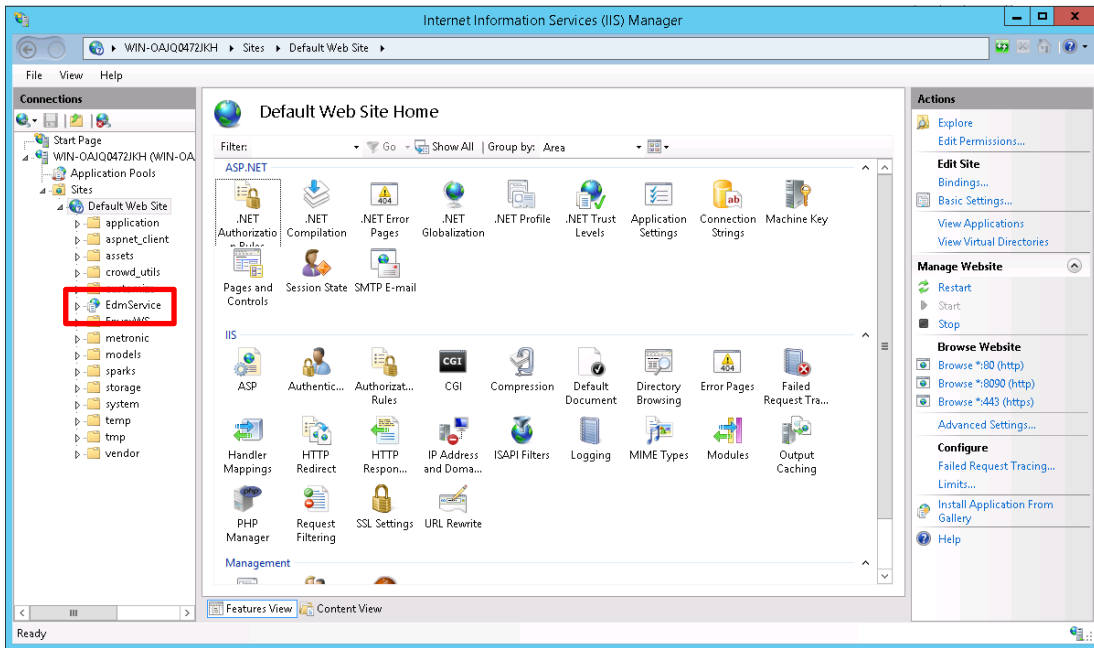 Internet Information Services (IIS) Manager
WIN-OAJQ0472JKH ▸ Sites ▸ Default Web Site ▸
File View Help
Connections
Start Page
WIN-OAJQ0472JKH (WIN-OA
Application Pools
Sites
Default Web Site
application
aspnet_client
assets
crowd_utils
EdmService
metronic
models
sparks
storage
system
temp
tmp
vendor
Default Web Site Home
Filter: Go Show All Group by: Area
ASP.NET
.NET Authorizatio
.NET Compilation
.NET Error Pages
.NET Globalization
.NET Profile
.NET Trust Levels
Application Settings
Connection Strings
Machine Key
Pages and Controls
Session State
SMTP E-mail
IIS
ASP
Authentic...
Authorizat... Rules
CGI
Compression
Default Document
Directory Browsing
Error Pages
Failed Request Tra...
Handler Mappings
HTTP Redirect
HTTP Respon...
IP Address and Doma...
ISAPI Filters
Logging
MIME Types
Modules
Output Caching
PHP Manager
Request Filtering
SSL Settings
URL Rewrite
Management
Features View Content View
Actions
Explore
Edit Permissions...
Edit Site
Bindings...
Basic Settings...
View Applications
View Virtual Directories
Manage Website
Restart
Start
Stop
Browse Website
Browse *:80 (http)
Browse *:8090 (http)
Browse *:443 (https)
Advanced Settings...
Configure
Failed Request Tracing...
Limits...
Install Application From
Gallery
Help
Ready